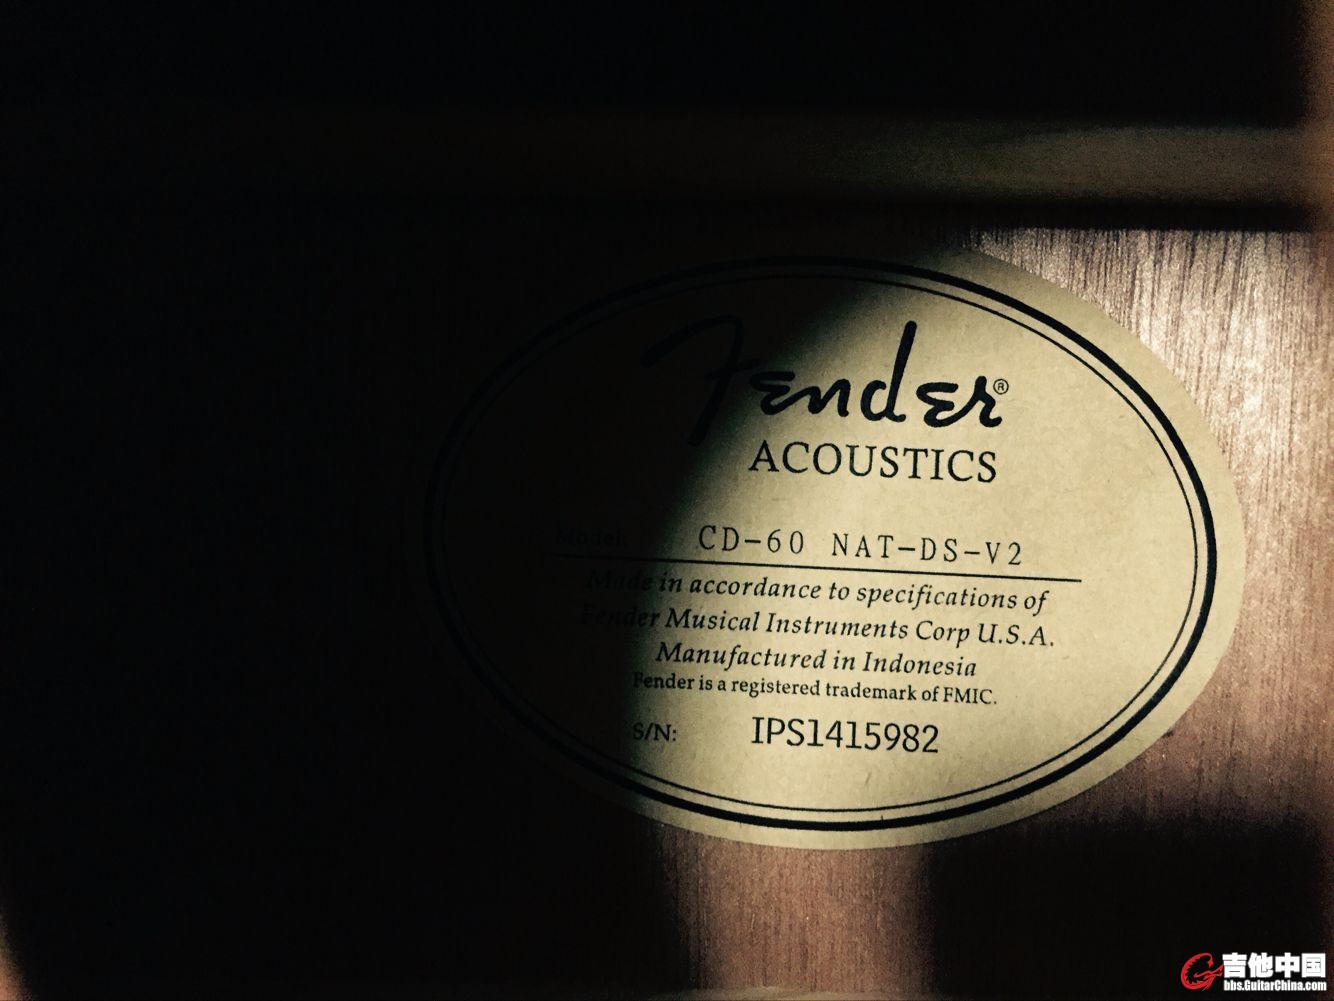 Fender®
ACOUSTICS
Model: CD-60 NAT-DS-V2
Made in accordance to specifications of
Fender Musical Instruments Corp U.S.A.
Manufactured in Indonesia
Fender is a registered trademark of FMIC.
S/N: IPS1415982
吉他中国
bbs.GuitarChina.com